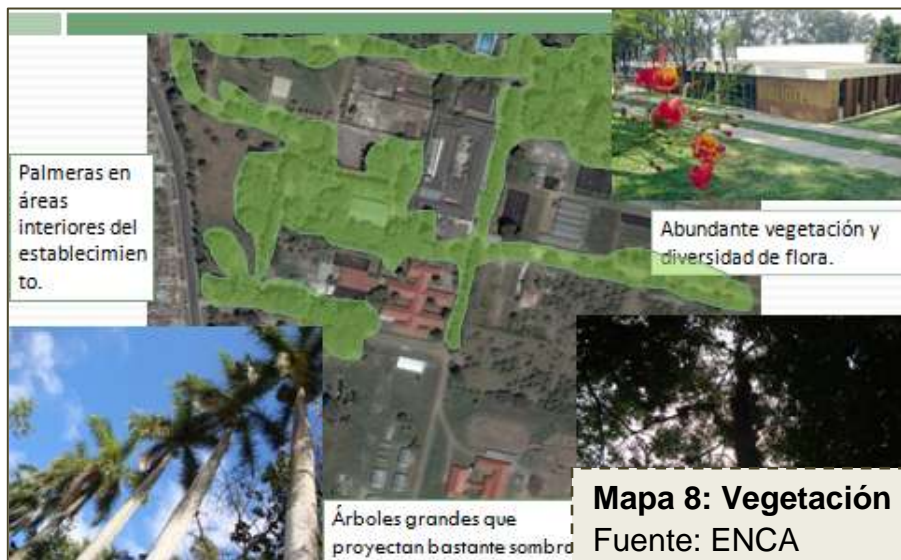 Palmeras en
áreas
interiores del
establecimien
to.
Abundante vegetación y
diversidad de flora.
Árboles grandes que
proyectan bastante sombra
Mapa 8: Vegetación
Fuente: ENCA